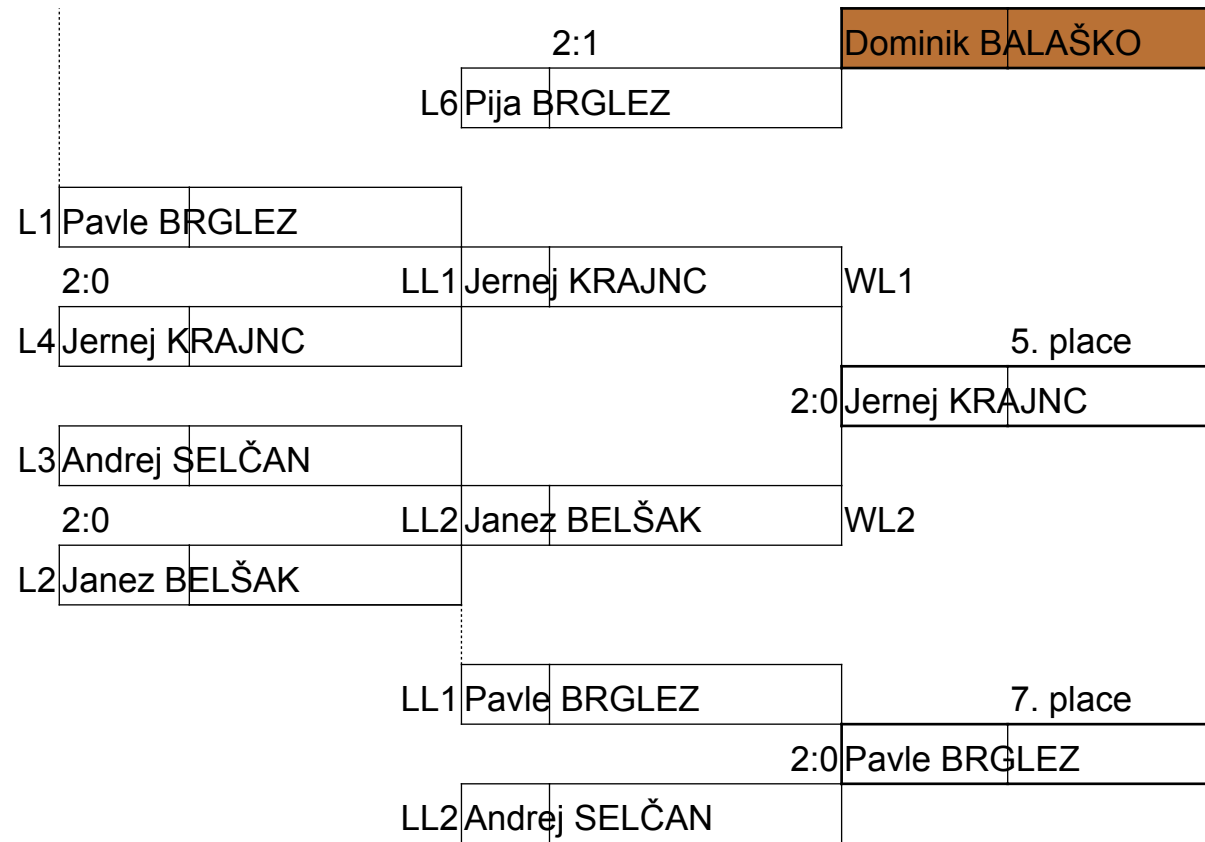 2:1 Dominik BALAŠKO
L6 Pija BRGLEZ
L1 Pavle BRGLEZ
2:0 LL1 Jernej KRAJNC WL1
L4 Jernej KRAJNC 5. place
2:0 Jernej KRAJNC
L3 Andrej SELČAN
2:0 LL2 Janez BELŠAK WL2
L2 Janez BELŠAK
LL1 Pavle BRGLEZ 7. place
2:0 Pavle BRGLEZ
LL2 Andrej SELČAN